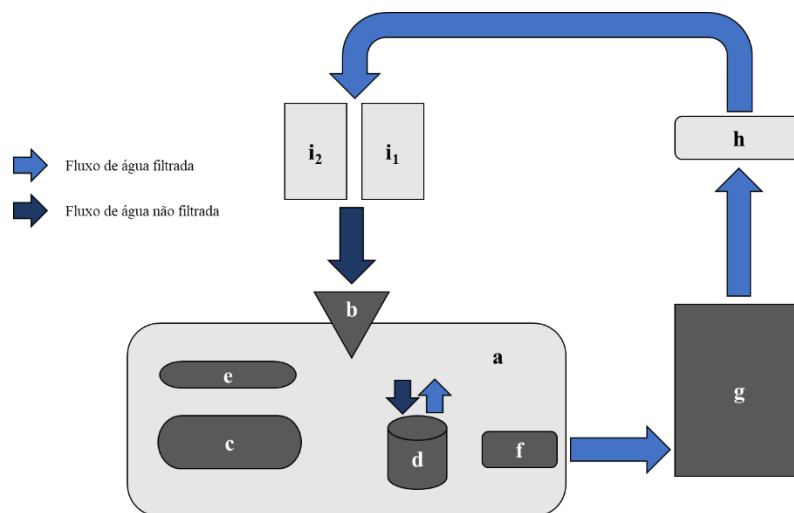 h
i₂
i₁
Fluxo de água filtrada
Fluxo de água não filtrada
b
a
e
g
c
d
f